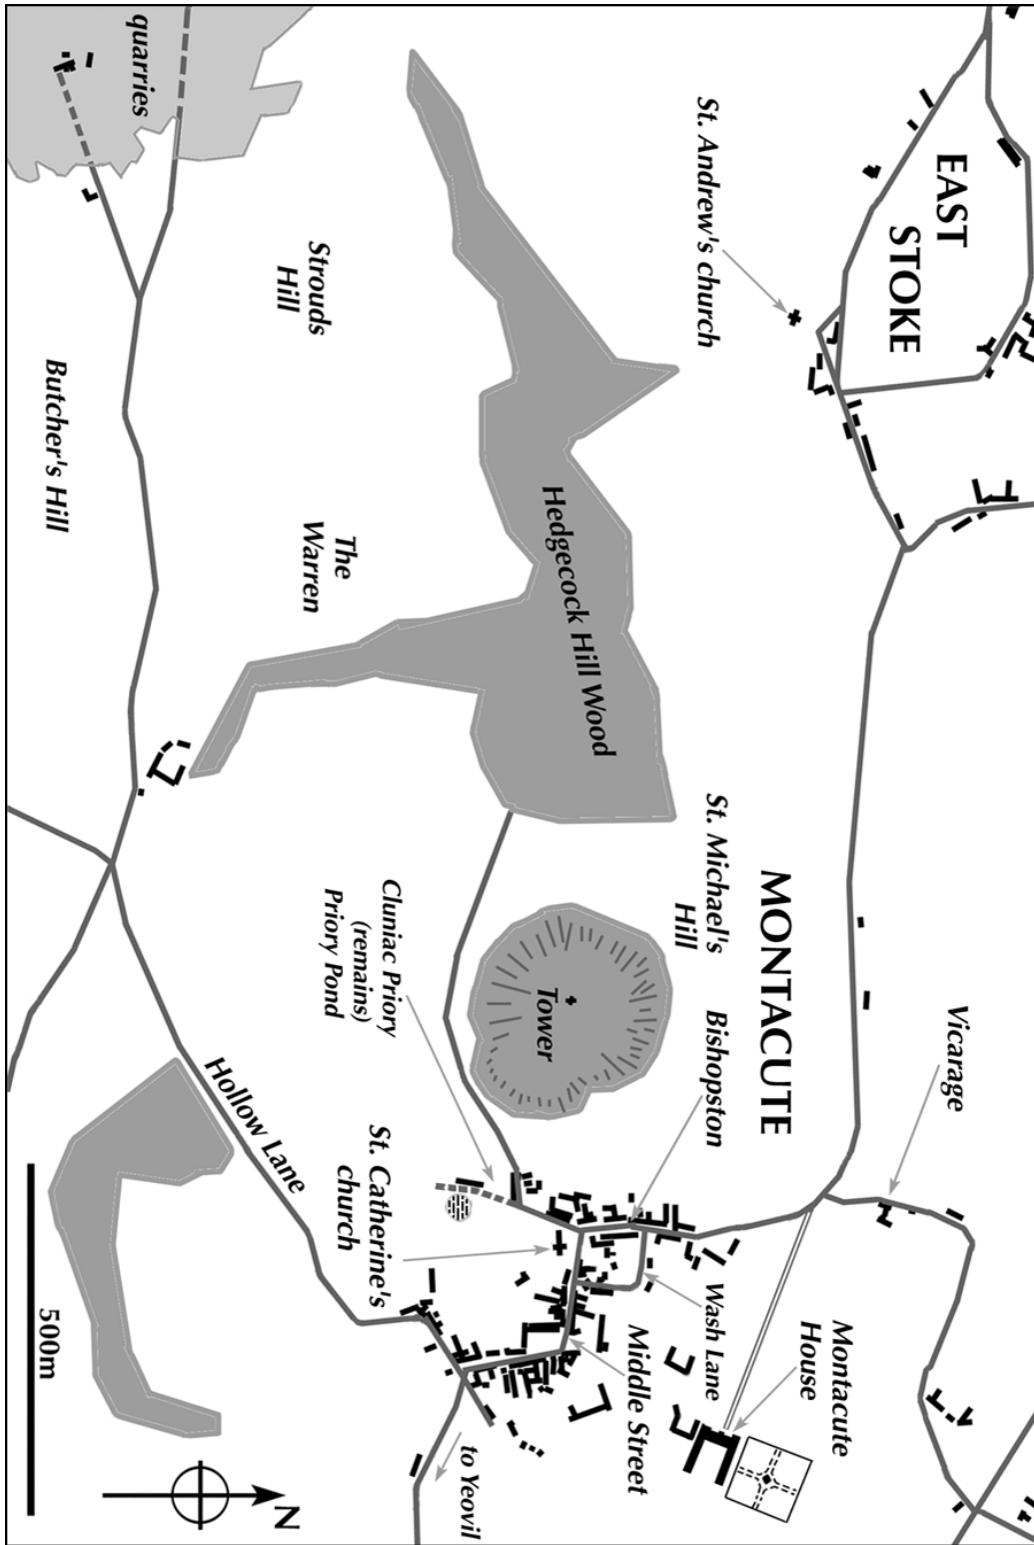 EAST
STOKE
St. Andrew's church
quarries
Strouds
Hill
Butcher's Hill
The
Warren
Hedgecock Hill Wood
St. Michael's
Hill
MONTACUTE
Tower
Bishopston
Vicarage
Cluniac Priory
(remains)
Priory Pond
Hollow Lane
St. Catherine's
church
Wash Lane
Middle Street
Montacute
House
to Yeovil
500m
N